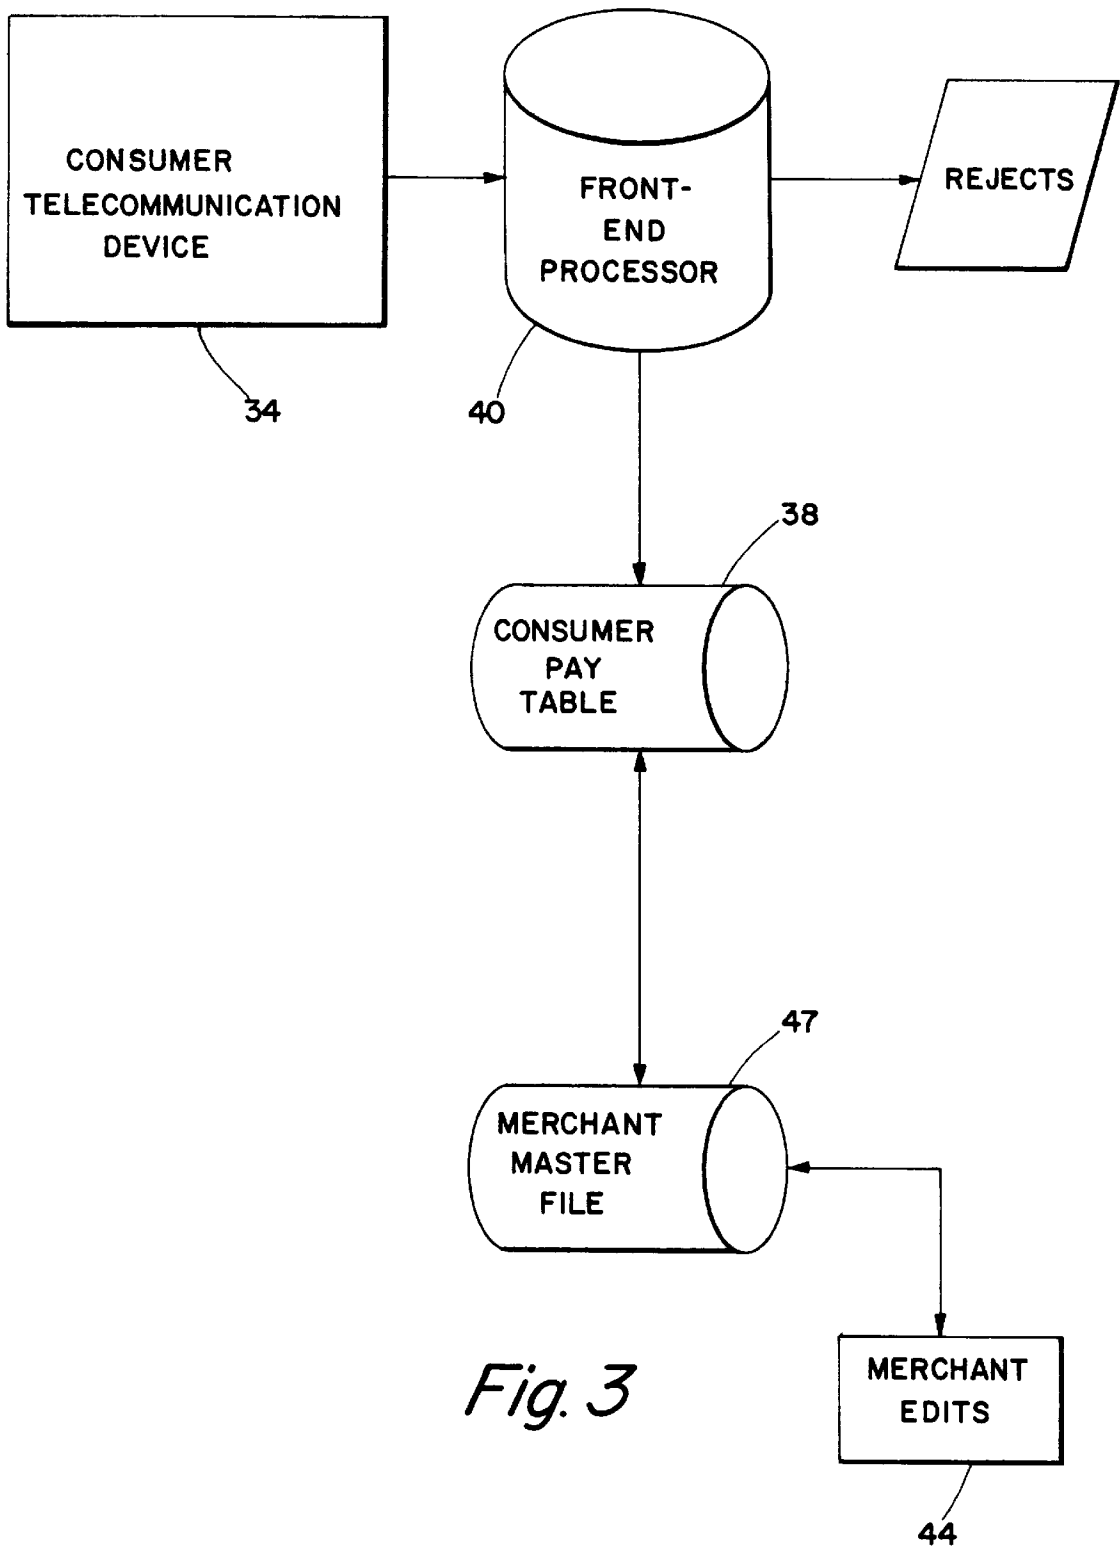 CONSUMER
TELECOMMUNICATION
DEVICE
34
FRONT-
END
PROCESSOR
40
REJECTS
38
CONSUMER
PAY
TABLE
47
MERCHANT
MASTER
FILE
MERCHANT
EDITS
44
Fig. 3